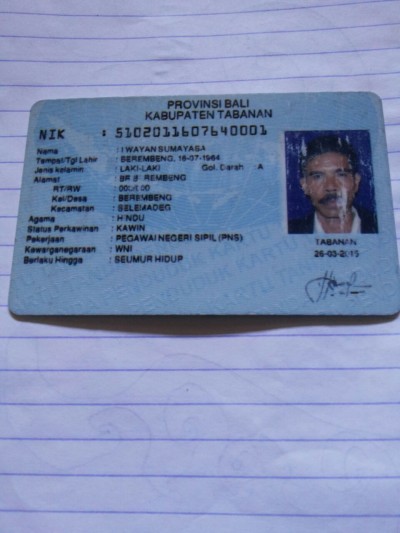 PROVINSI BALI
KABUPATEN TABANAN
NIK : 5102011607640001
Nama : I WAYAN SUMAYASA
Tempat/Tgl Lahir : BEREMBENG, 16-07-1964
Jenis kelamin : LAKI-LAKI Gol. Darah : A
Alamat : BR BEREMBENG
RT/RW :
Kel/Desa : BEREMBENG
Kecamatan : SELEMADEG
Agama : HINDU
Status Perkawinan : KAWIN
Pekerjaan : PEGAWAI NEGERI SIPIL (PNS)
Kewarganegaraan : WNI
Berlaku Hingga : SEUMUR HIDUP
TABANAN
26-03-2015